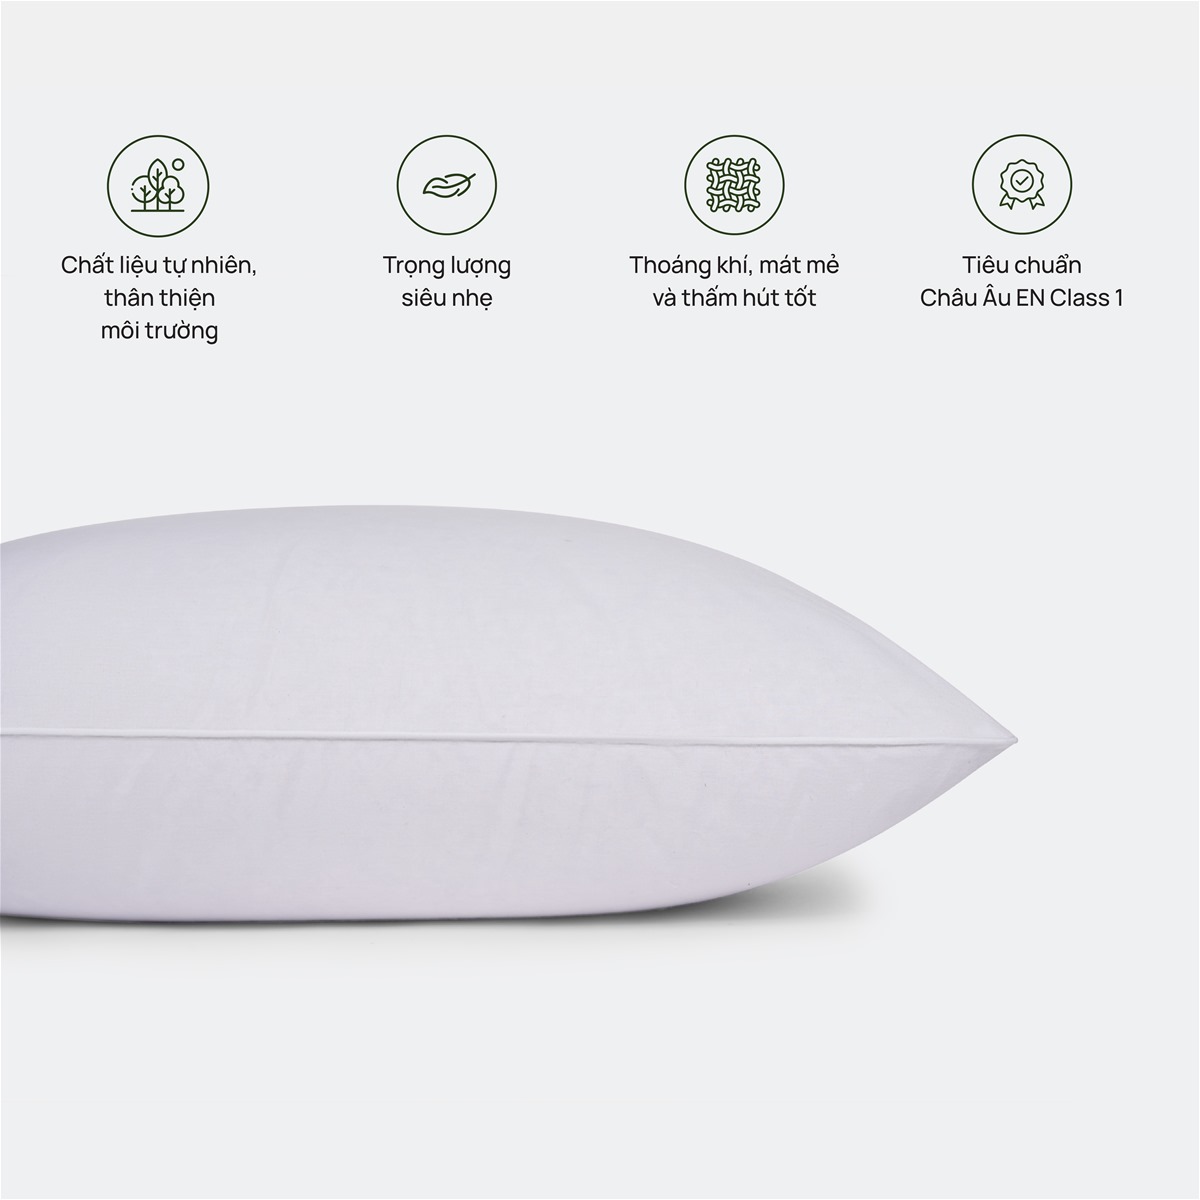 Chất liệu tự nhiên,
thân thiện
môi trường
Trọng lượng
siêu nhẹ
Thoáng khí, mát mẻ
và thấm hút tốt
Tiêu chuẩn
Châu Âu EN Class 1